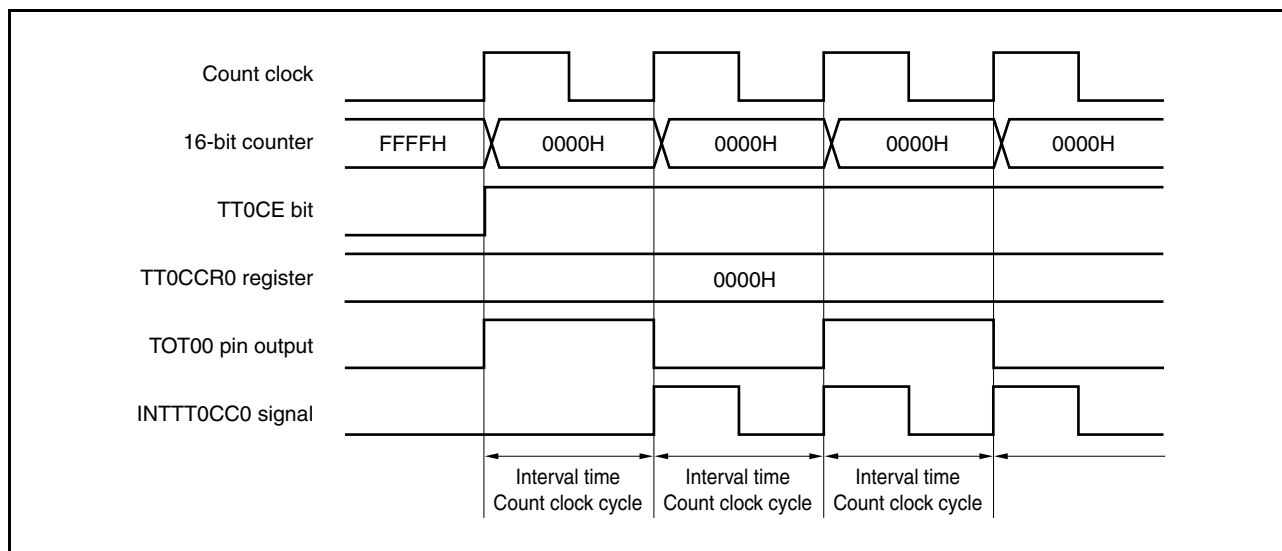 Count clock
16-bit counter
FFFFH
0000H
0000H
0000H
0000H
TT0CE bit
TT0CCR0 register
0000H
TOT00 pin output
INTTT0CC0 signal
Interval time
Count clock cycle
Interval time
Count clock cycle
Interval time
Count clock cycle